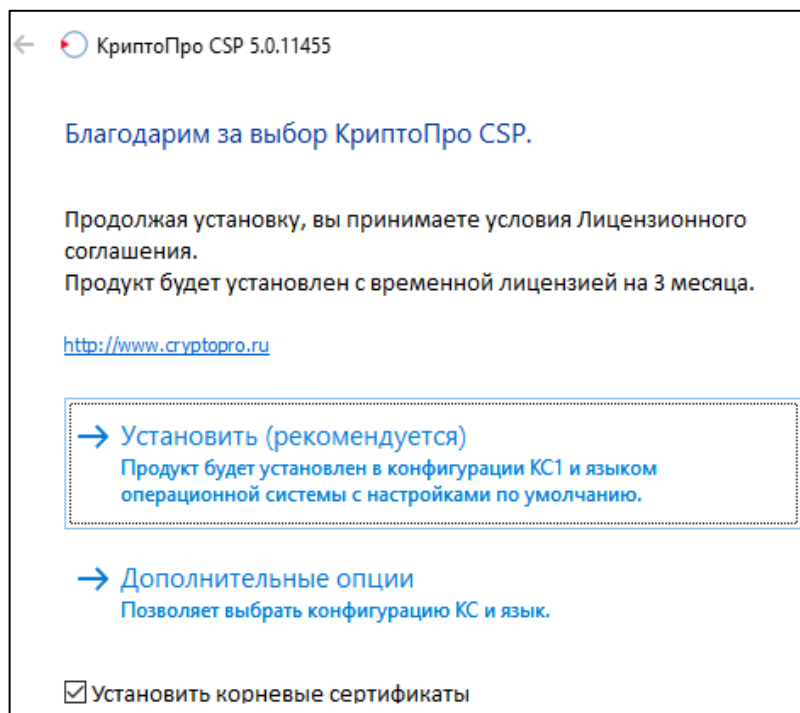 КриптоПро CSP 5.0.11455
Благодарим за выбор КриптоПро CSP.
Продолжая установку, вы принимаете условия Лицензионного
соглашения.
Продукт будет установлен с временной лицензией на 3 месяца.
http://www.cryptopro.ru
Установить (рекомендуется)
Продукт будет установлен в конфигурации КС1 и языком
операционной системы с настройками по умолчанию.
Дополнительные опции
Позволяет выбрать конфигурацию КС и язык.
Установить корневые сертификаты